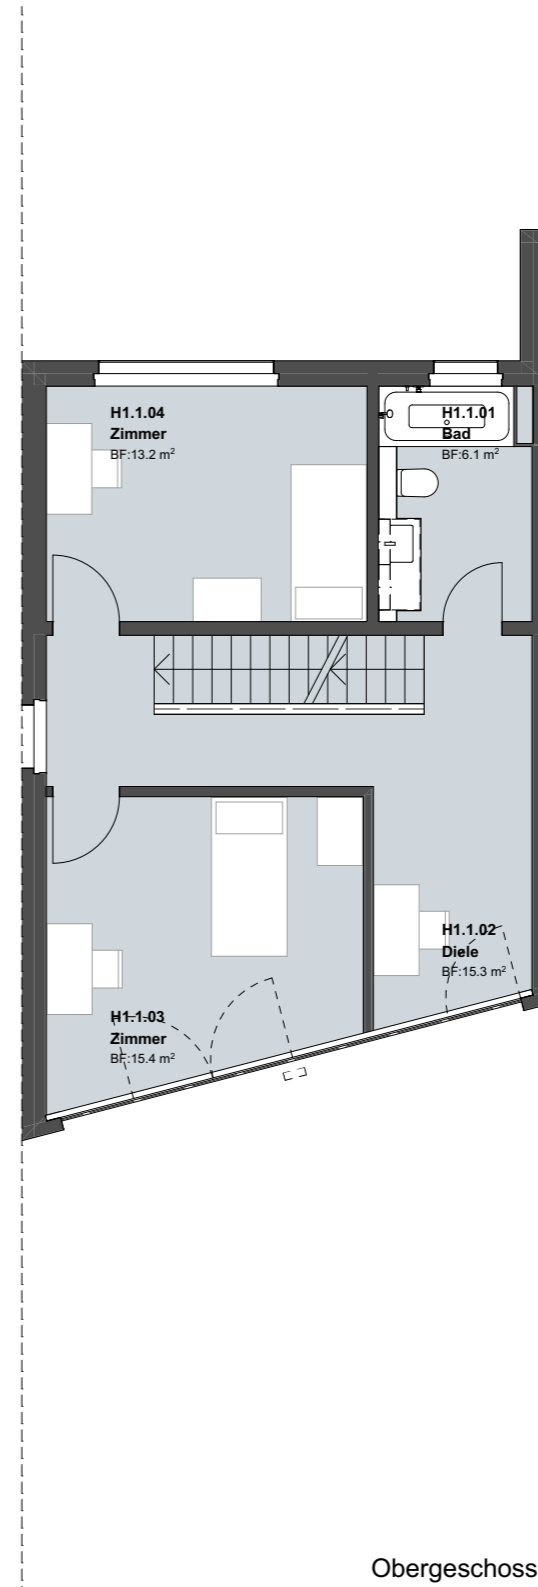 H1.1.04
Zimmer
BF:13.2 m²
H1.1.01
Bad
BF:6.1 m²
H1.1.02
Diele
BF:15.3 m²
H1.1.03
Zimmer
BF:15.4 m²
Obergeschoss